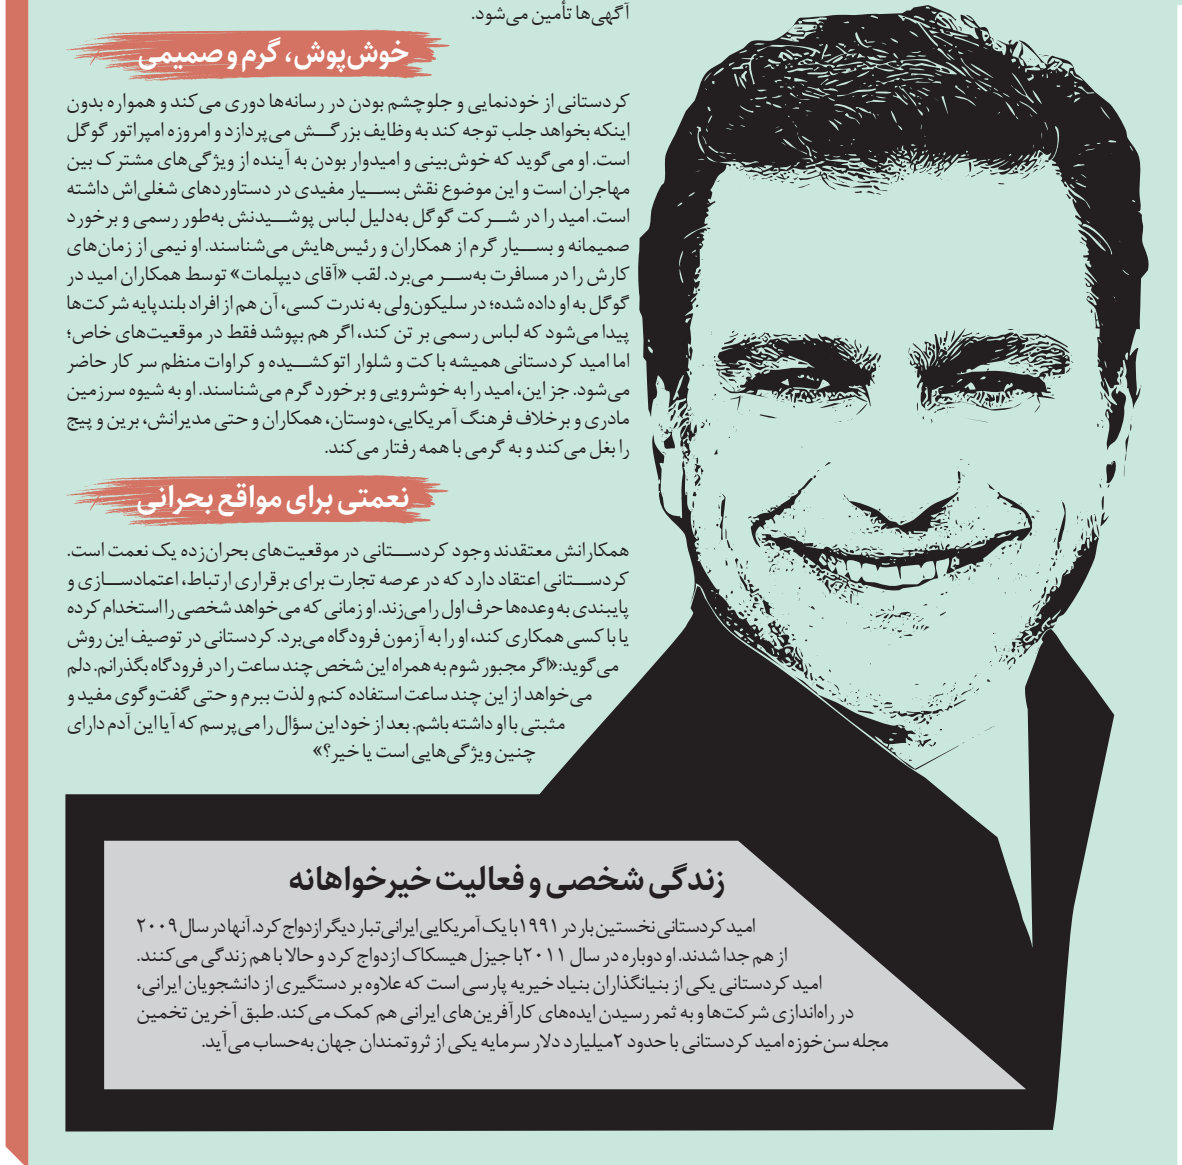 آگهی‌ها تأمین می‌شود.
خوش‌پوش، گرم و صمیمی
کردستانی از خودنمایی و جلوچشم بودن در رسانه‌ها دوری می‌کند و همواره بدون
اینکه بخواهد جلب توجه کند به وظایف بزرگش می‌پردازد و امروزه امپراتور گوگل
است. او می‌گوید که خوش‌بینی و امیدوار بودن به آینده از ویژگی‌های مشترک بین
مهاجران است و این موضوع نقش بسیار مفیدی در دستاوردهای شغلی‌اش داشته
است. امید را در شرکت گوگل به‌دلیل لباس پوشیدنش به‌طور رسمی و برخورد
صمیمانه و بسیار گرم از همکاران و رئیس‌هایش می‌شناسند. او نیمی از زمان‌های
کارش را در مسافرت به‌سر می‌برد. لقب «آقای دیپلمات» توسط همکاران امید در
گوگل به او داده شده؛ در سلیکون‌ولی به ندرت کسی، آن هم از افراد بلندپایه شرکت‌ها
پیدا می‌شود که لباس رسمی بر تن کند، اگر هم بپوشد فقط در موقعیت‌های خاص؛
اما امید کردستانی همیشه با کت و شلوار اتوکشیده و کراوات منظم سر کار حاضر
می‌شود. جز این، امید را به خوشرویی و برخورد گرم می‌شناسند. او به شیوه سرزمین
مادری و برخلاف فرهنگ آمریکایی، دوستان، همکاران و حتی مدیرانش، برین و پیج
را بغل می‌کند و به گرمی با همه رفتار می‌کند.
نعمتی برای مواقع بحرانی
همکارانش معتقدند وجود کردستانی در موقعیت‌های بحران‌زده یک نعمت است.
کردستانی اعتقاد دارد که در عرصه تجارت برای برقراری ارتباط، اعتمادسازی و
پایبندی به وعده‌ها حرف اول را می‌زند. او زمانی که می‌خواهد شخصی را استخدام کرده
یا با کسی همکاری کند، او را به آزمون فرودگاه می‌برد. کردستانی در توصیف این روش
می‌گوید:«اگر مجبور شوم به همراه این شخص چند ساعت را در فرودگاه بگذرانم. دلم
می‌خواهد از این چند ساعت استفاده کنم و لذت ببرم و حتی گفت‌و‌گوی مفید و
مثبتی با او داشته باشم. بعد از خود این سؤال را می‌پرسم که آیا این آدم دارای
چنین ویژگی‌هایی است یا خیر؟»
زندگی شخصی و فعالیت خیرخواهانه
امید کردستانی نخستین بار در ۱۹۹۱با یک آمریکایی ایرانی‌تبار دیگر ازدواج کرد. آنهادر سال ۲۰۰۹
از هم جدا شدند. او دوباره در سال ۲۰۱۱با جیزل هیسکاک ازدواج کرد و حالا با هم زندگی می‌کنند.
امید کردستانی یکی از بنیانگذاران بنیاد خیریه پارسی است که علاوه بر دستگیری از دانشجویان ایرانی،
در راه‌اندازی شرکت‌ها و به ثمر رسیدن ایده‌های کارآفرین‌های ایرانی هم کمک می‌کند. طبق آخرین تخمین
مجله سن‌خوزه امید کردستانی با حدود ۲میلیارد دلار سرمایه یکی از ثروتمندان جهان به‌حساب می‌آید.